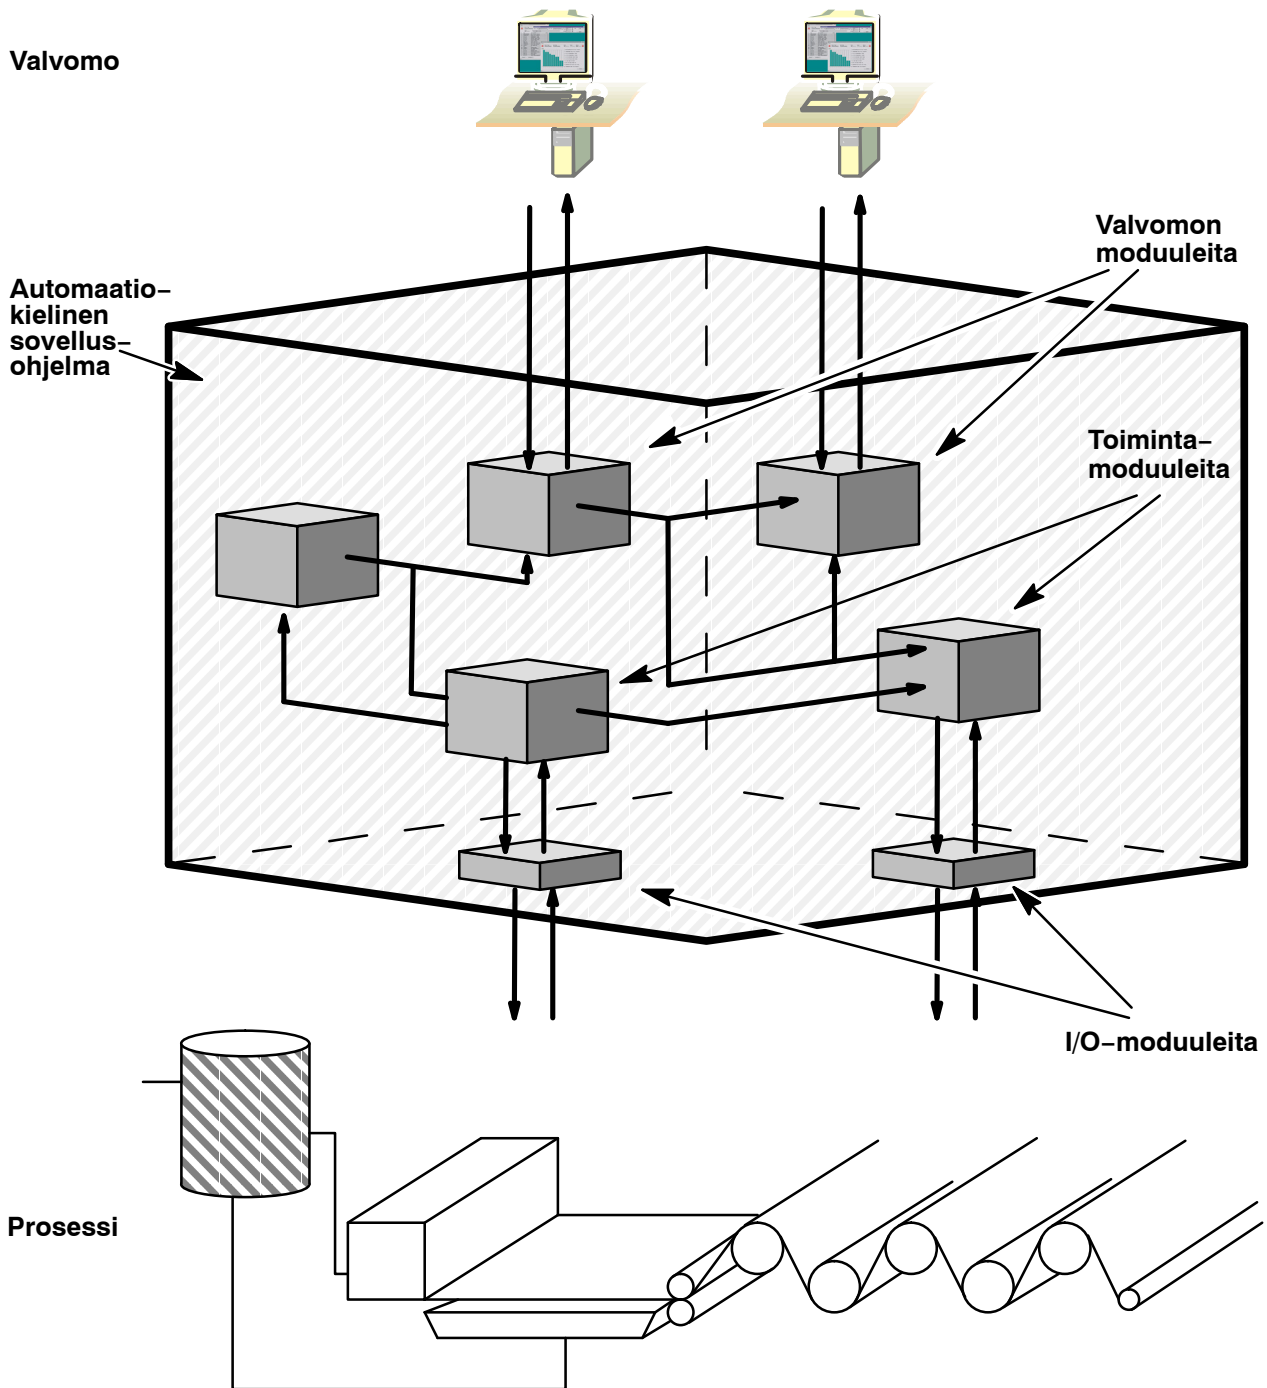 Valvomo
Valvomon
moduuleita
Automaatio–
kielinen
sovellus–
ohjelma
Toiminta–
moduuleita
I/O–moduuleita
Prosessi